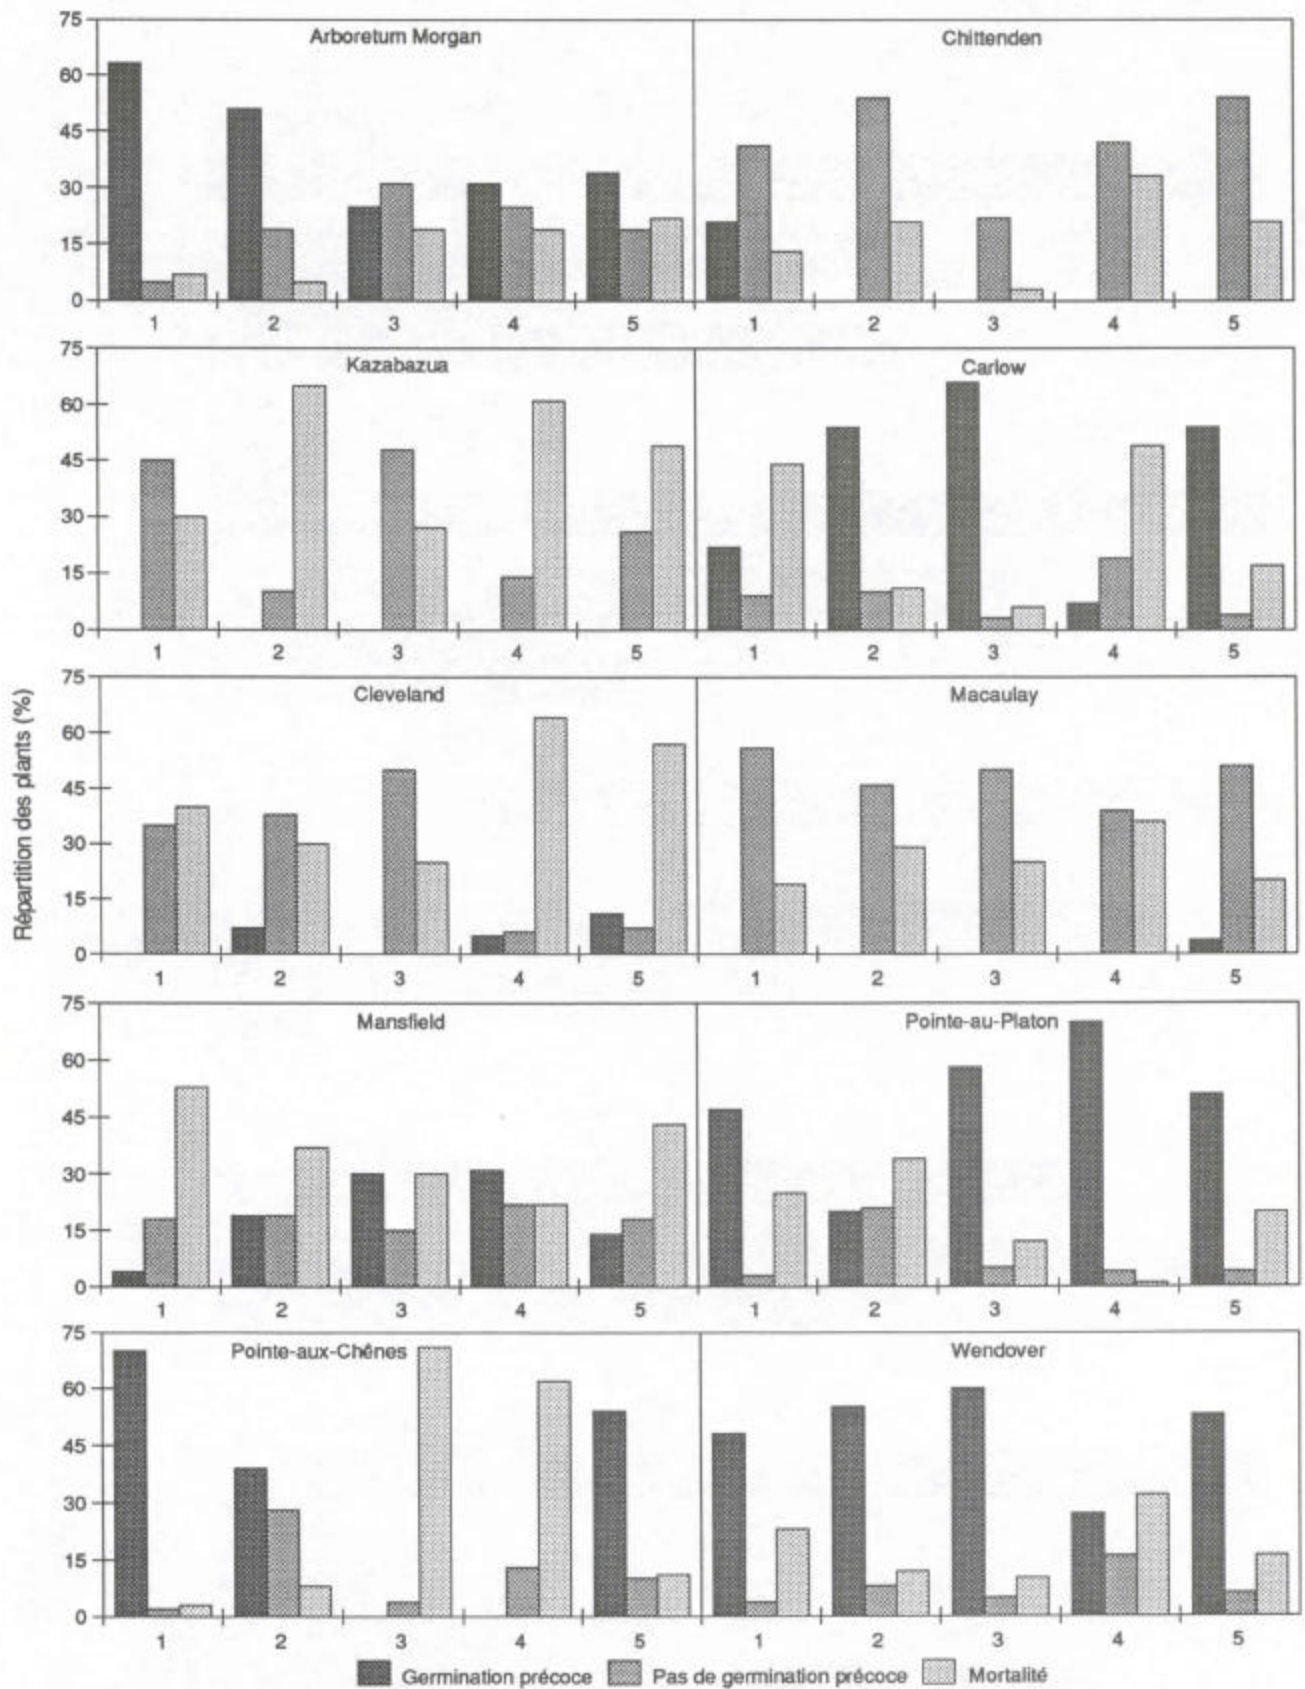 Répartition des plants (%)
Arboretum Morgan
Chittenden
75
60
45
30
15
0
1 2 3 4 5 1 2 3 4 5
Kazabazua
Carlow
75
60
45
30
15
0
1 2 3 4 5 1 2 3 4 5
Cleveland
Macaulay
75
60
45
30
15
0
1 2 3 4 5 1 2 3 4 5
Mansfield
Pointe-au-Platon
75
60
45
30
15
0
1 2 3 4 5 1 2 3 4 5
Pointe-aux-Chênes
Wendover
75
60
45
30
15
0
1 2 3 4 5 1 2 3 4 5
Germination précoce Pas de germination précoce Mortalité